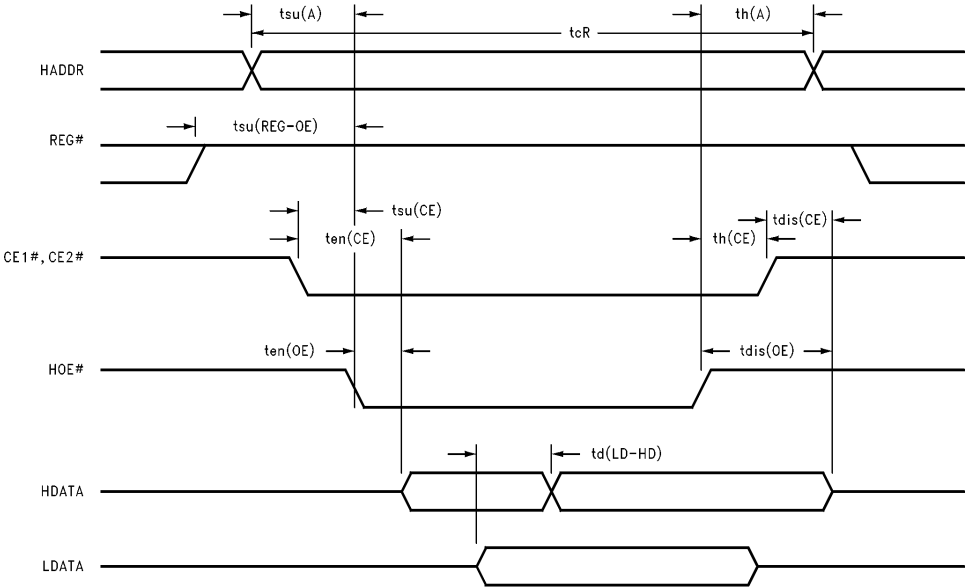 tsu(A)
th(A)
tcR
HADDR
tsu(REG-OE)
REG#
tsu(CE)
tdis(CE)
ten(CE)
th(CE)
CE1#,CE2#
ten(OE)
tdis(OE)
HOE#
td(LD-HD)
HDATA
LDATA